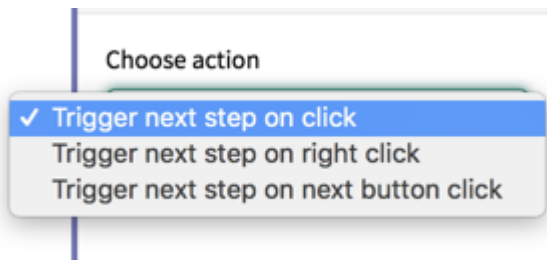 Choose action
✓ Trigger next step on click
Trigger next step on right click
Trigger next step on next button click